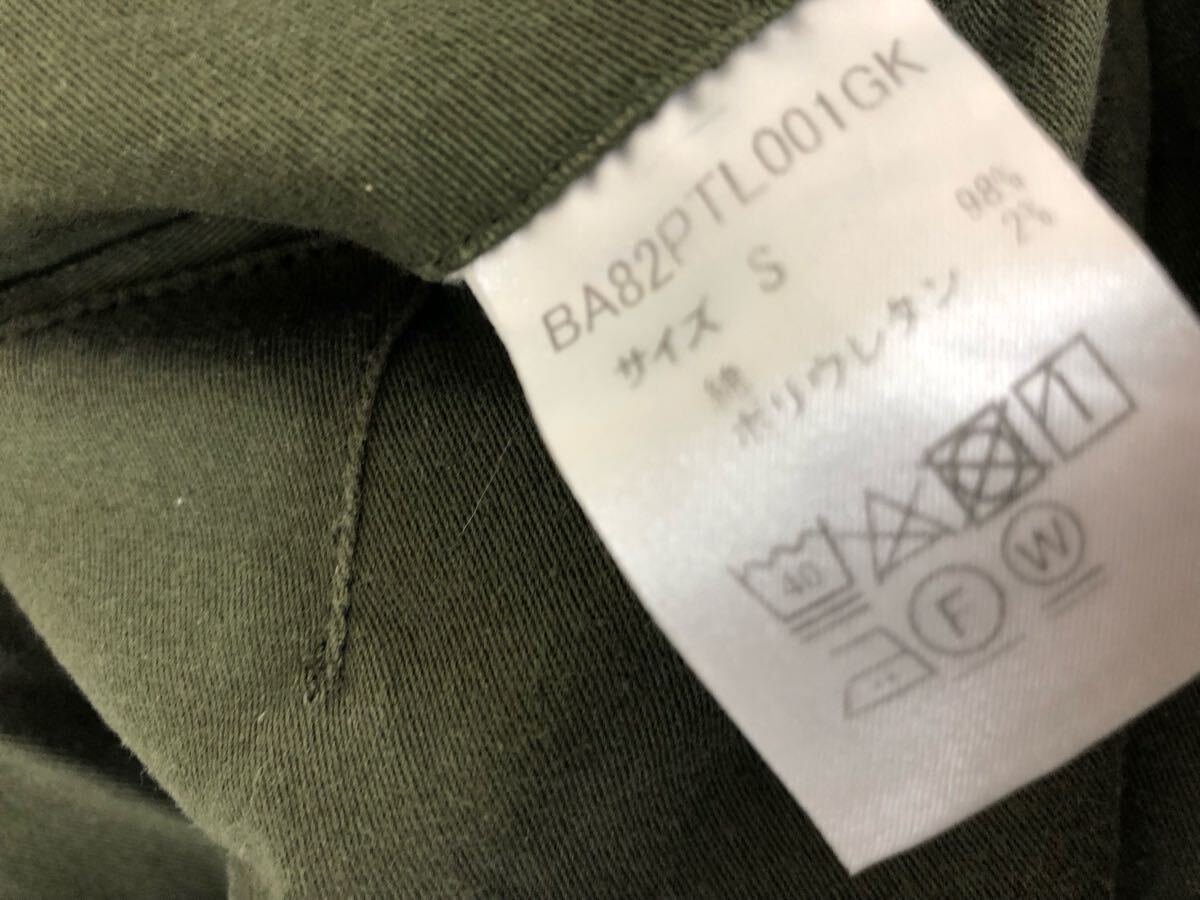 BA82PTL001GK
サイズ S
綿 98%
ポリウレタン 2%
40
F W